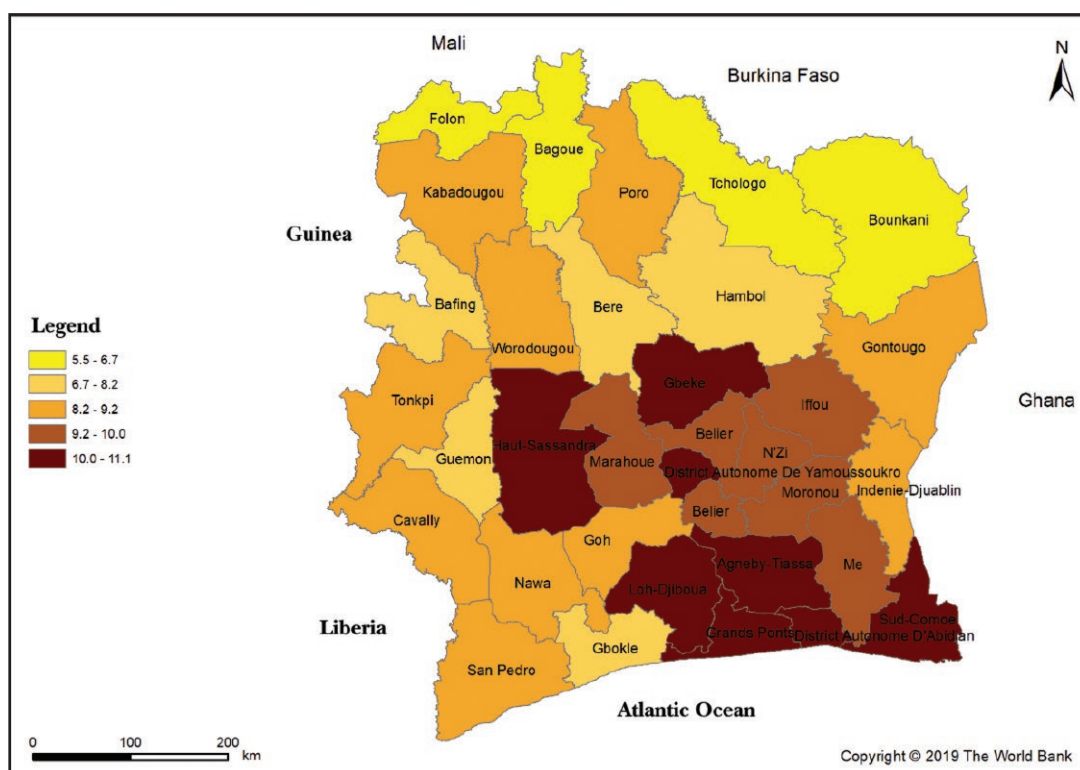 Mali
N
Burkina Faso
Folon
Bagoue
Kabadougou
Poro
Tchologo
Bounkani
Guinea
Bafing
Bere
Hambol
Legend
5.5 - 6.7
6.7 - 8.2
8.2 - 9.2
9.2 - 10.0
10.0 - 11.1
Worodougou
Gontougo
Tonkpi
Gbeke
Iffou
Ghana
Haut-Sassandra
Guemon
Marahoue
Belier
N'Zi
District Autonome De Yamoussoukro
Moronou
Indenie-Djuablin
Cavally
Belier
Goh
Nawa
Agneby-Tiassa
Me
Loh-Djiboua
Liberia
Grands Ponts
Sud-Comoe
District Autonome D'Abidjan
Gbokle
San Pedro
Atlantic Ocean
0 100 200
km
Copyright © 2019 The World Bank